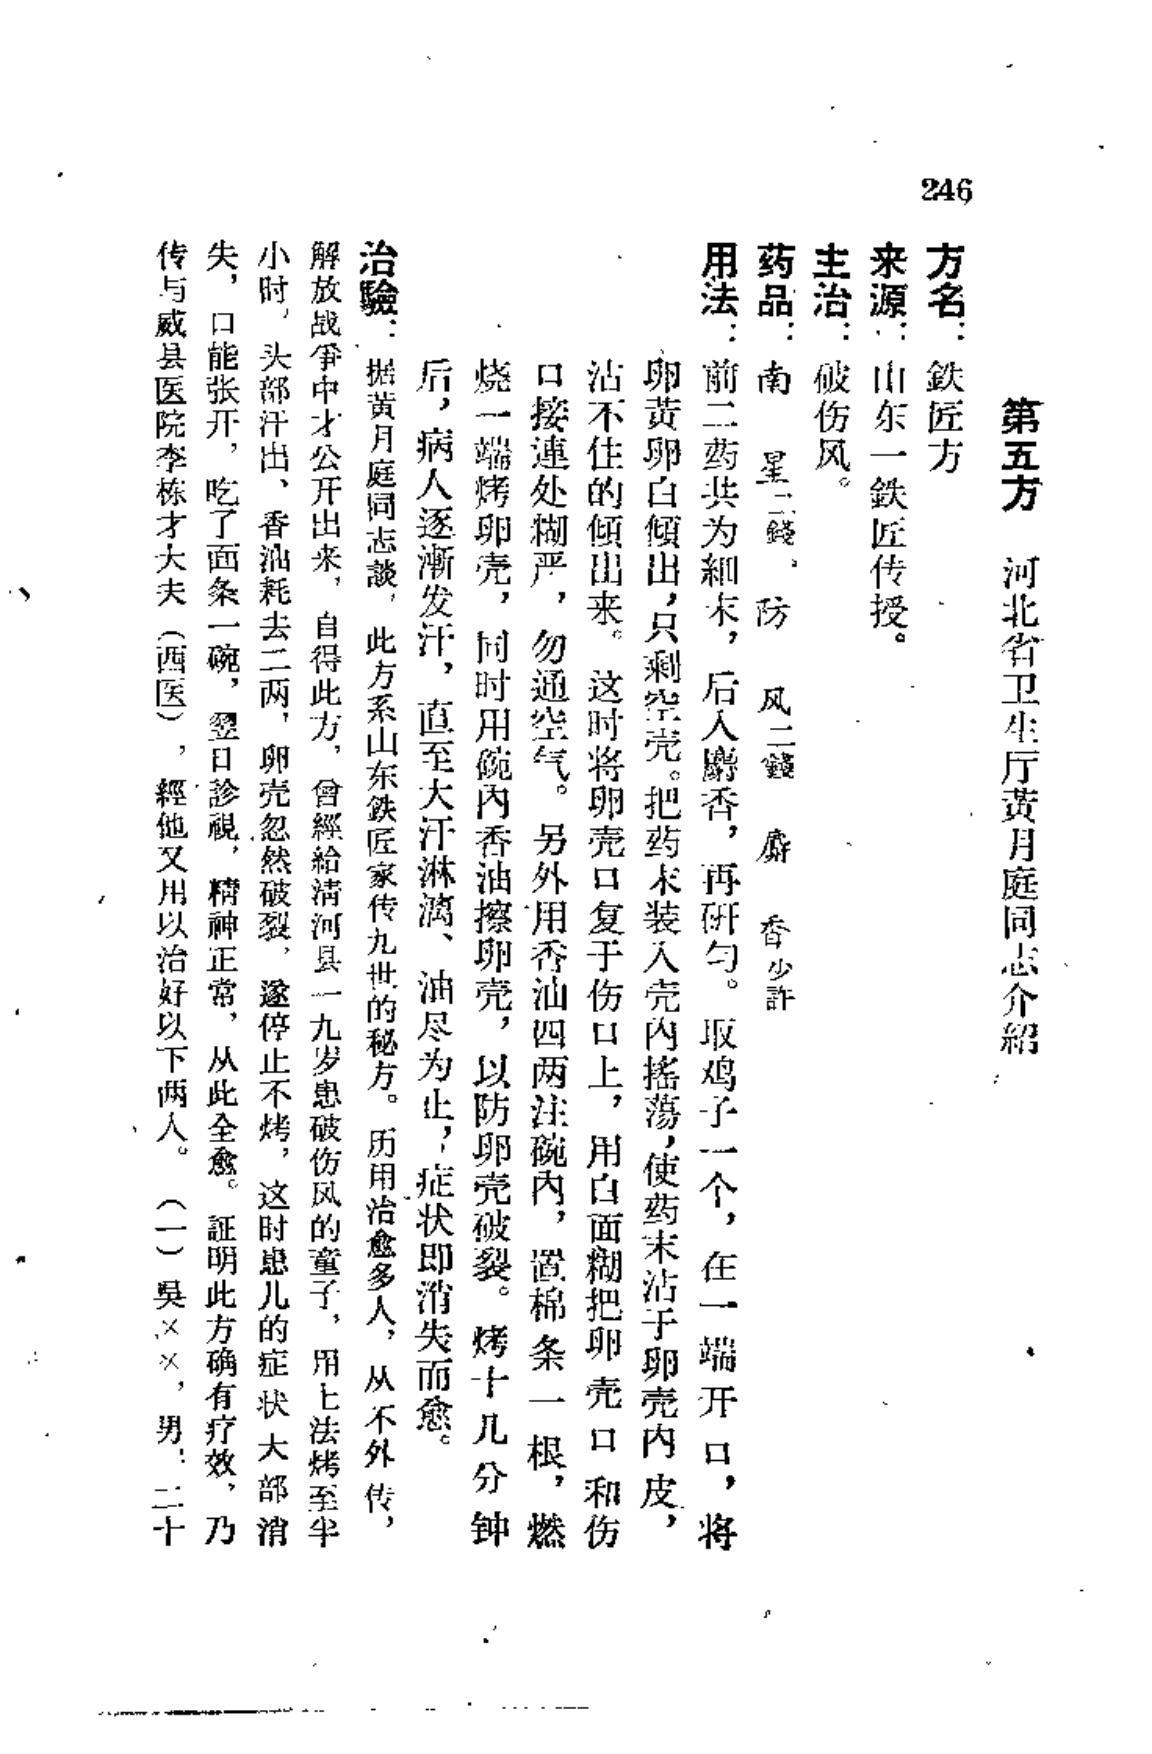 246
第五方　河北省卫生厅黄月庭同志介紹
方名：鉄匠方
来源：山东一鉄匠传授。
主治：破伤风。
药品：南　星二錢、防　风二錢　麝　香少許
用法：前二药共为細末，后入麝香，再研匀。取鸡子一个，在一端开口，将
卵黄卵白傾出，只剩空壳。把药末装入壳内搖荡，使药末沾于卵壳内皮，
沾不住的傾出来。这时将卵壳口复于伤口上，用白面糊把卵壳口和伤
口接連处糊严，勿通空气。另外用香油四两注碗内，置棉条一根，燃
烧一端烤卵壳，同时用碗内香油擦卵壳，以防卵壳破裂。烤十几分钟
后，病人逐漸发汗，直至大汗淋漓、油尽为止，症状即消失而愈。
治驗：据黄月庭同志談，此方系山东鉄匠家传九世的秘方。历用治愈多人，从不外传，
解放战爭中才公开出来，自得此方，曾經給清河县一九岁患破伤风的童子，用上法烤至半
小时，头部汗出、香油耗去二两，卵壳忽然破裂，遂停止不烤，这时患儿的症状大部消
失，口能张开，吃了面条一碗，翌日診視，精神正常，从此全愈。証明此方确有疗效，乃
传与威县医院李栋才大夫（西医），經他又用以治好以下两人。（一）吳××，男，二十